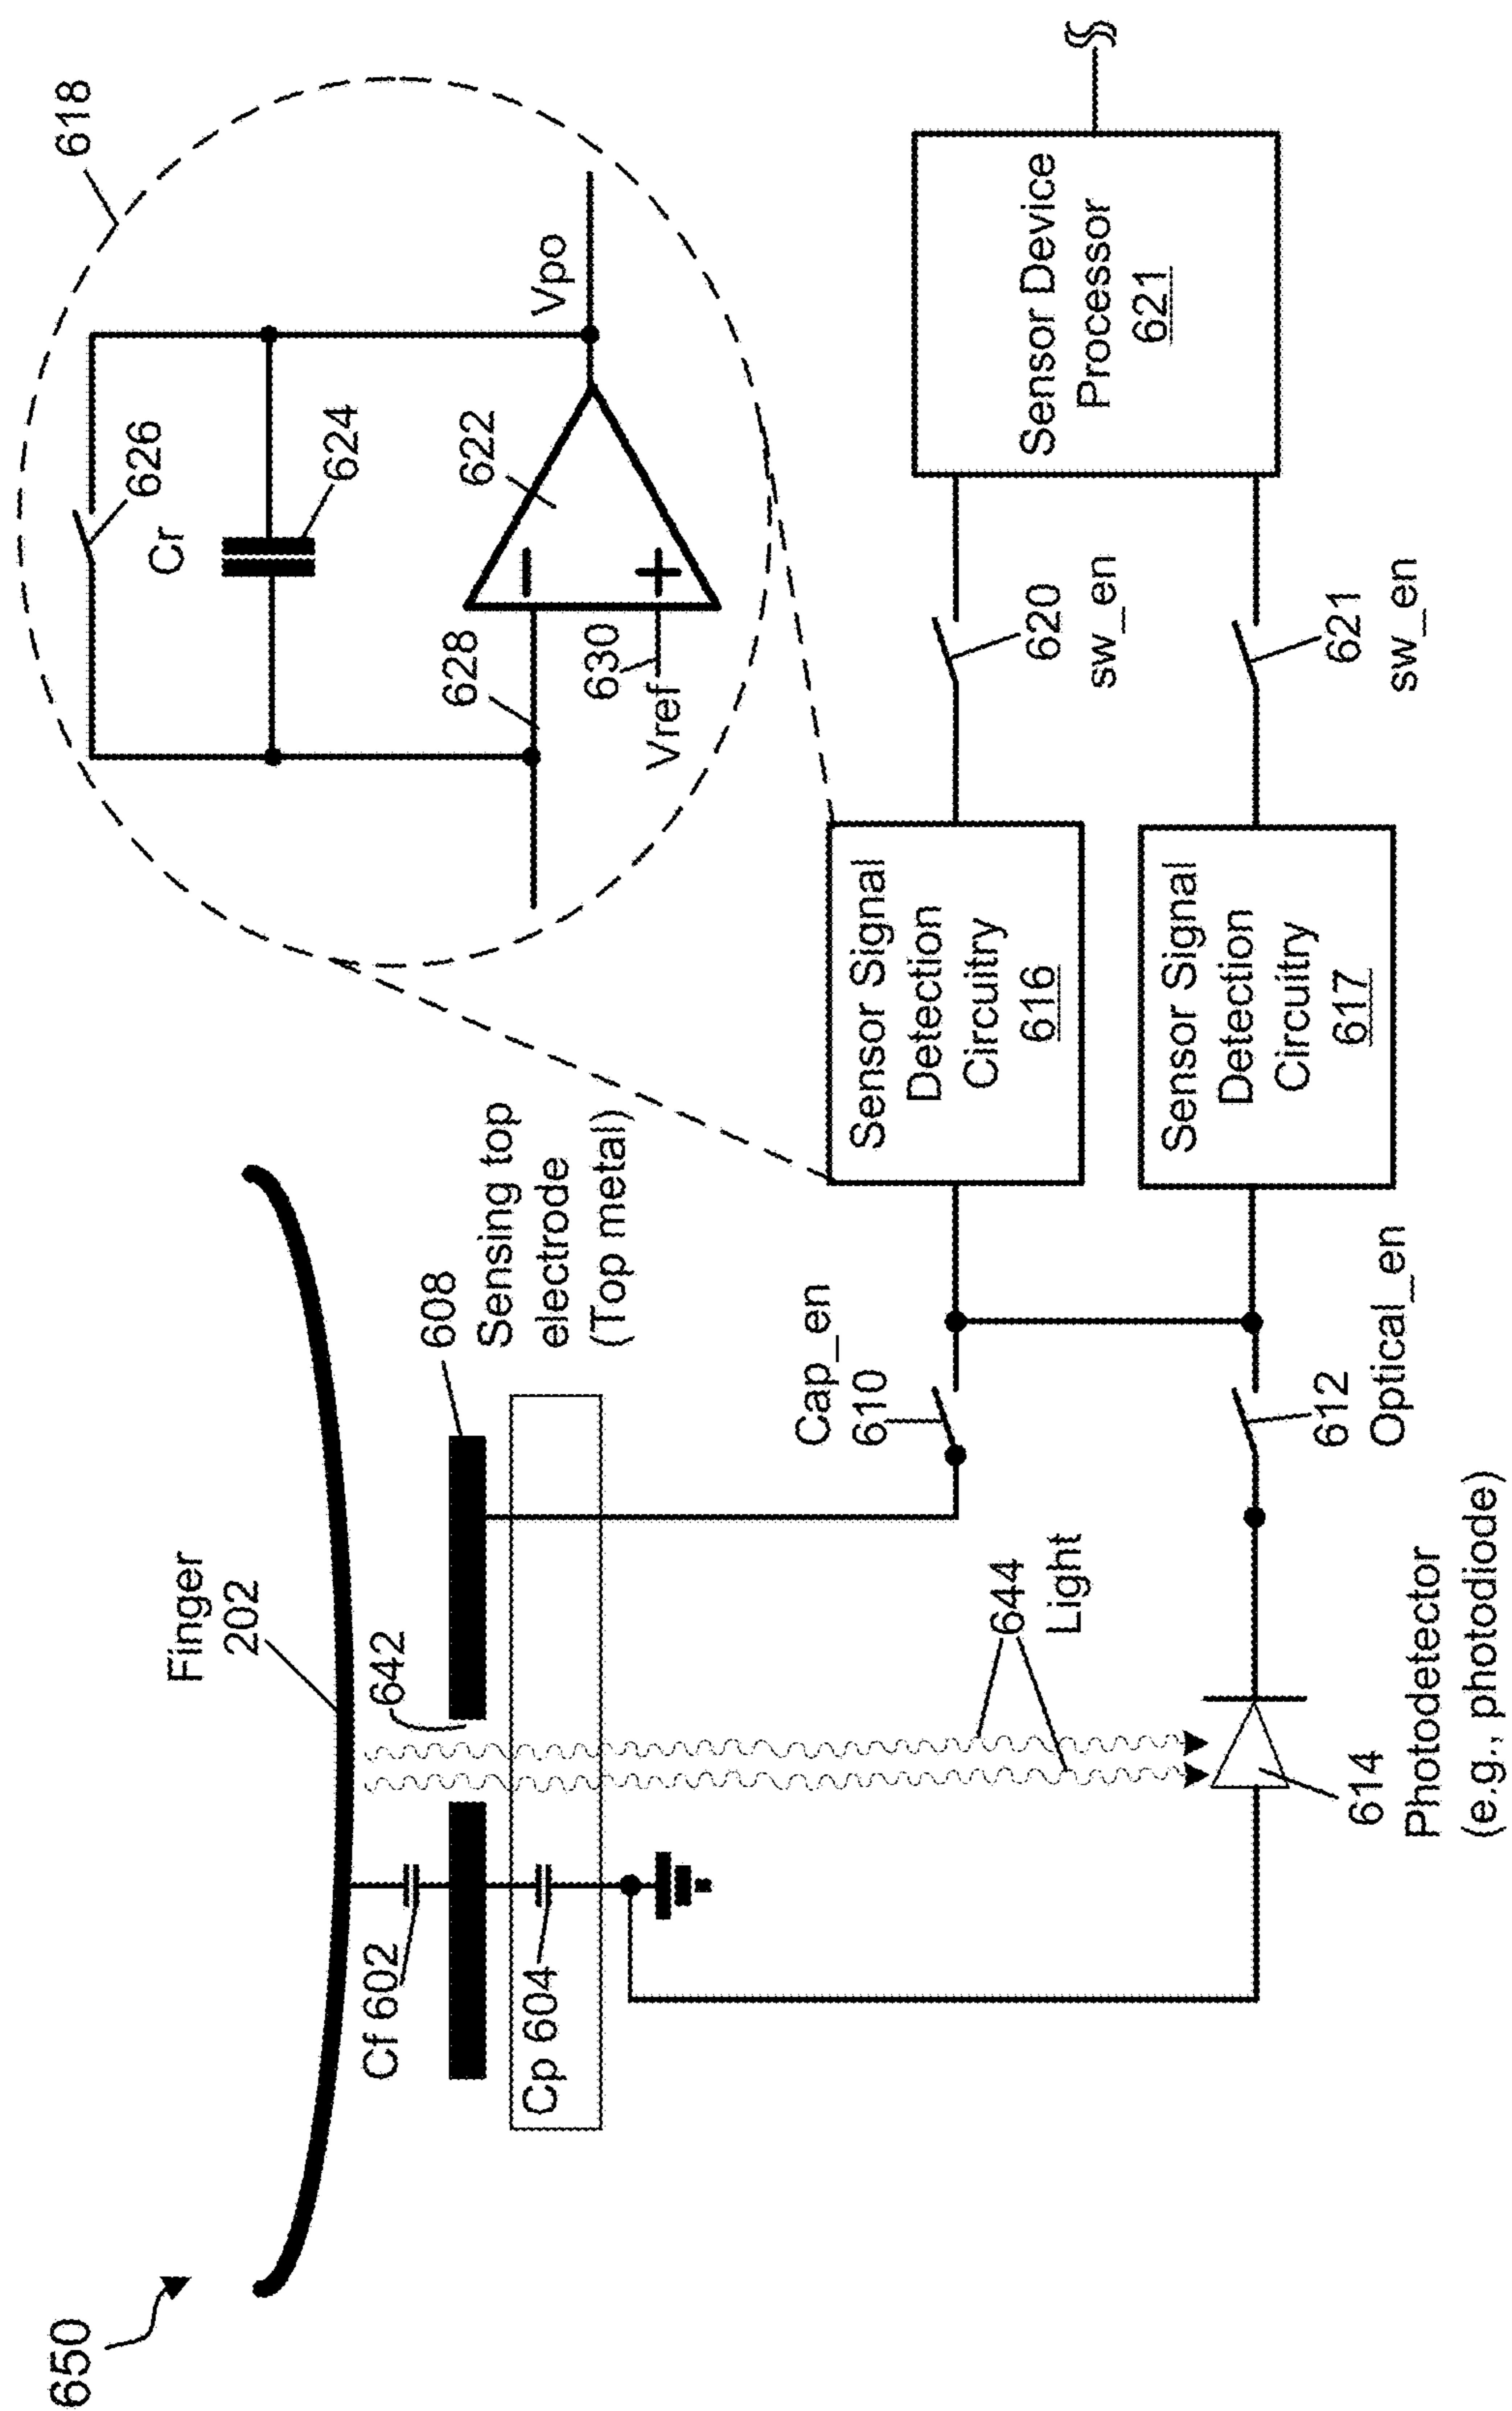 650
Finger
202
642
Cf 602
Cp 604
608
Sensing top
electrode
(Top metal)
618
626
Cr
624
622
628
630
Vref
Vpo
−
+
Cap_en
610
644
Light
612
Optical_en
614
Photodetector
(e.g., photodiode)
Sensor Signal
Detection
Circuitry
616
Sensor Signal
Detection
Circuitry
617
620
sw_en
621
sw_en
Sensor Device
Processor
621